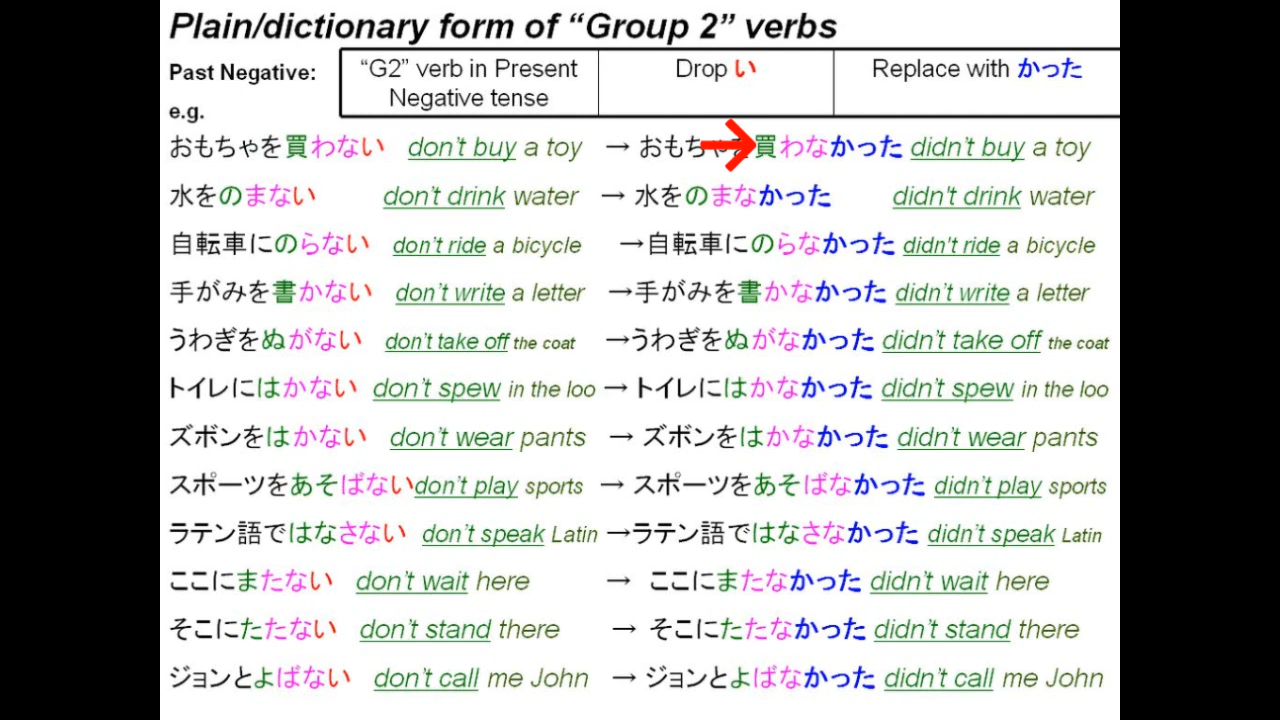 Plain/dictionary form of “Group 2” verbs
Past Negative: “G2” verb in Present Negative tense Drop い Replace with かった
e.g.
おもちゃを買わない don’t buy a toy → おもちゃを買わなかった didn’t buy a toy
水をのまない don’t drink water → 水をのまなかった didn't drink water
自転車にのらない don’t ride a bicycle →自転車にのらなかった didn't ride a bicycle
手がみを書かない don’t write a letter →手がみを書かなかった didn’t write a letter
うわぎをぬがない don’t take off the coat →うわぎをぬがなかった didn’t take off the coat
トイレにはかない don’t spew in the loo → トイレにはかなかった didn’t spew in the loo
ズボンをはかない don’t wear pants → ズボンをはかなかった didn’t wear pants
スポーツをあそばない don’t play sports → スポーツをあそばなかった didn’t play sports
ラテン語ではなさない don’t speak Latin →ラテン語ではなさなかった didn’t speak Latin
ここにまたない don’t wait here → ここにまたなかった didn’t wait here
そこにたたない don’t stand there → そこにたたなかった didn’t stand there
ジョンとよばない don’t call me John → ジョンとよばなかった didn’t call me John